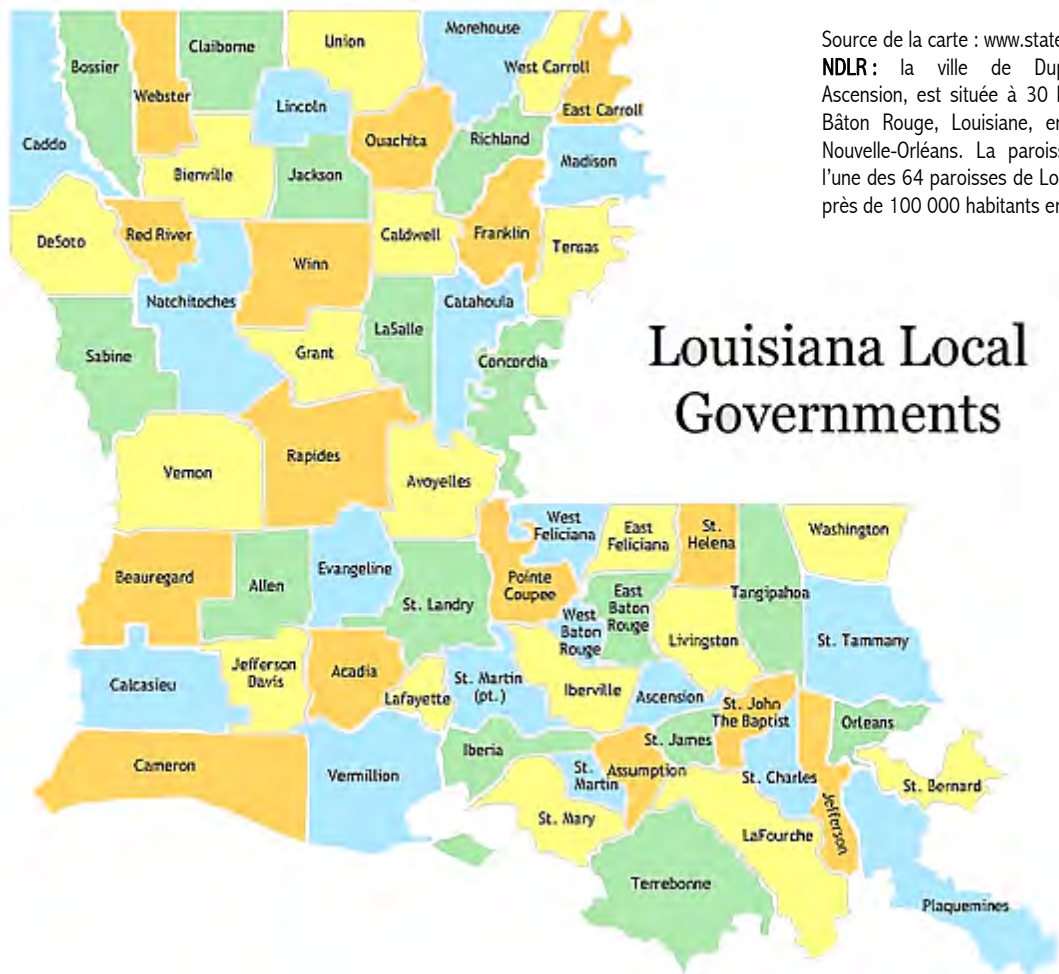 Source de la carte : www.state
NDLR : la ville de Dup
Ascension, est située à 30 
Bâton Rouge, Louisiane, en
Nouvelle-Orléans. La paroiss
l'une des 64 paroisses de Lo
près de 100 000 habitants en
Louisiana Local
Governments
Caddo
Bossier
Webster
Claiborne
Union
Morehouse
West Carroll
East Carroll
Lincoln
Ouachita
Richland
Madison
Bienville
Jackson
DeSoto
Red River
Winn
Caldwell
Franklin
Tensas
Natchitoches
Sabine
Grant
LaSalle
Catahoula
Concordia
Vernon
Rapides
Avoyelles
Beauregard
Allen
Evangeline
St. Landry
Pointe
Coupee
West
Feliciana
East
Feliciana
St.
Helena
Tangipahoa
Washington
West
Baton
Rouge
East
Baton
Rouge
Livingston
St. Tammany
Calcasieu
Jefferson
Davis
Acadia
Lafayette
St. Martin
(pt.)
Iberville
Ascension
St. John
The Baptist
Orleans
Cameron
Vermillion
Iberia
St.
Martin
Assumption
St. James
St. Charles
Jefferson
St. Bernard
St. Mary
LaFourche
Terrebonne
Plaquemines